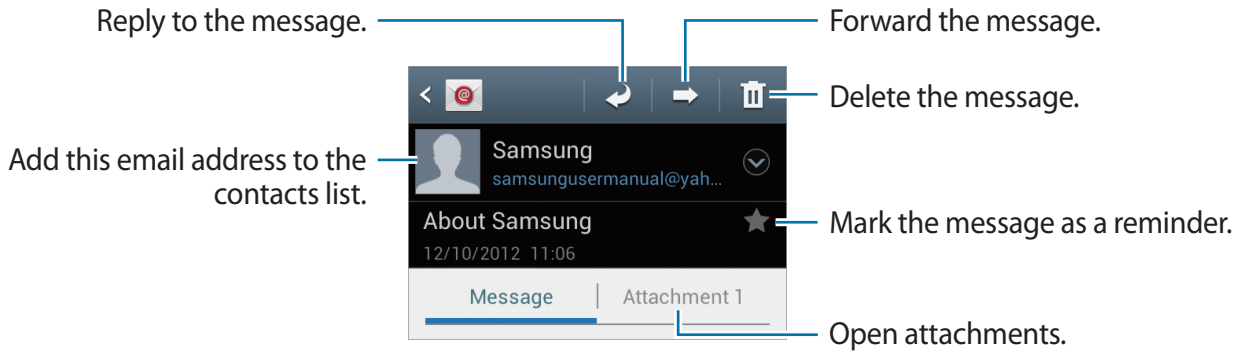 Reply to the message.
Forward the message.
@
Delete the message.
Add this email address to the
contacts list.
Samsung
samsungusermanual@yah...
About Samsung
12/10/2012 11:06
Mark the message as a reminder.
Message
Attachment 1
Open attachments.